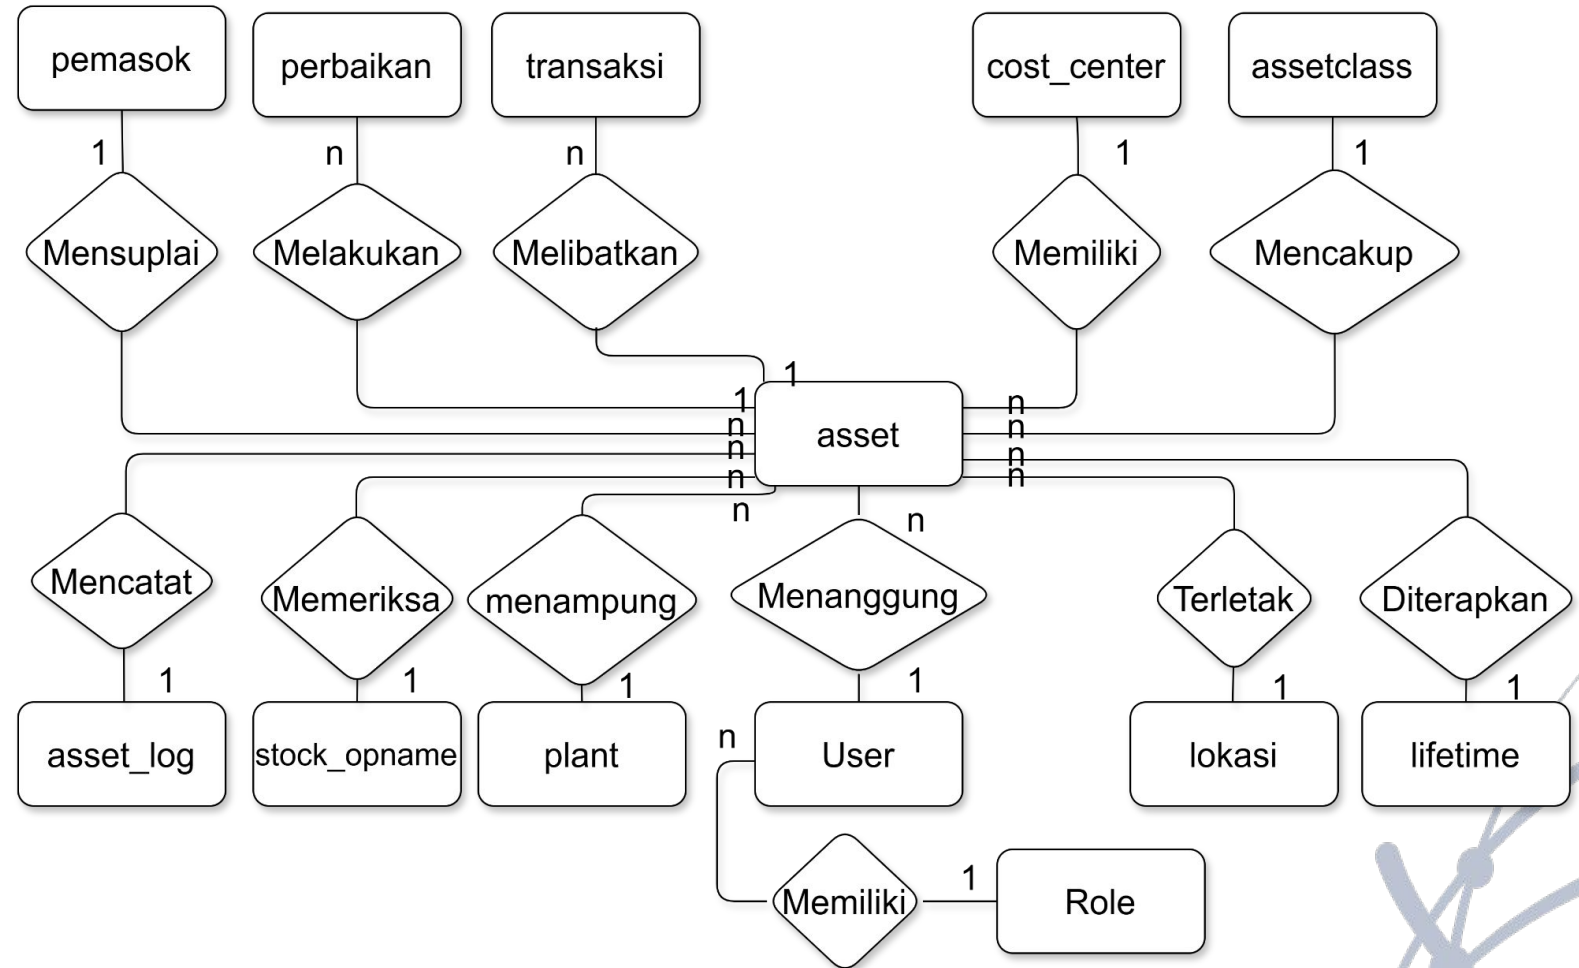 pemasok
perbaikan
transaksi
cost_center
assetclass
1
n
n
1
1
Mensuplai
Melakukan
Melibatkan
Memiliki
Mencakup
1
1
n
n
n
n
asset
n
n
n
n
n
Mencatat
Memeriksa
menampung
Menanggung
Terletak
Diterapkan
1
1
1
1
1
1
asset_log
stock_opname
plant
n
User
lokasi
lifetime
Memiliki
1
Role